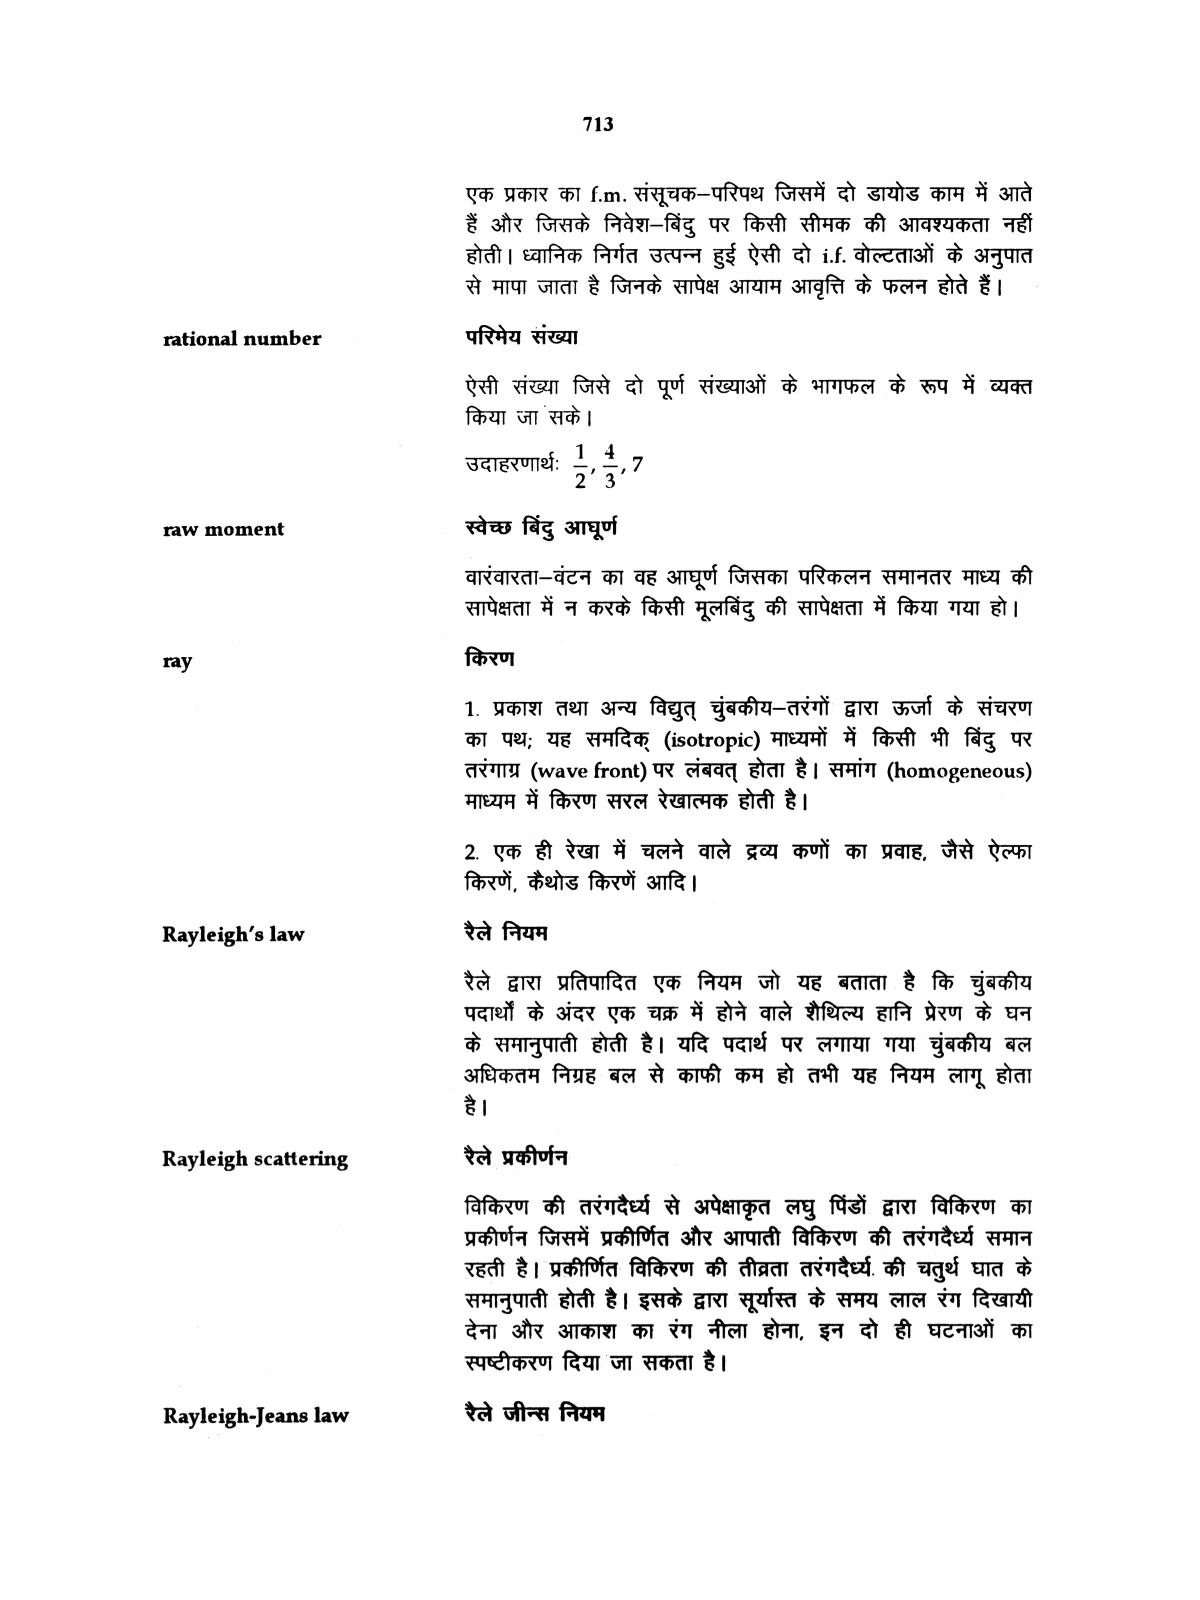 713
एक प्रकार का f.m. संसूचक–परिपथ जिसमें दो डायोड काम में आते
हैं और जिसके निवेश–बिंदु पर किसी सीमक की आवश्यकता नहीं
होती। ध्वानिक निर्गत उत्पन्न हुई ऐसी दो i.f. वोल्टताओं के अनुपात
से मापा जाता है जिनके सापेक्ष आयाम आवृत्ति के फलन होते हैं।
rational number परिमेय संख्या
ऐसी संख्या जिसे दो पूर्ण संख्याओं के भागफल के रूप में व्यक्त
किया जा सके।
उदाहरणार्थः 1/2, 4/3, 7
raw moment स्वेच्छ बिंदु आघूर्ण
वारंवारता–वंटन का वह आघूर्ण जिसका परिकलन समानतर माध्य की
सापेक्षता में न करके किसी मूलबिंदु की सापेक्षता में किया गया हो।
ray किरण
1. प्रकाश तथा अन्य विद्युत् चुंबकीय–तरंगों द्वारा ऊर्जा के संचरण
का पथ; यह समदिक् (isotropic) माध्यमों में किसी भी बिंदु पर
तरंगाग्र (wave front) पर लंबवत् होता है। समांग (homogeneous)
माध्यम में किरण सरल रेखात्मक होती है।
2. एक ही रेखा में चलने वाले द्रव्य कणों का प्रवाह, जैसे ऐल्फा
किरणें, कैथोड किरणें आदि।
Rayleigh's law रैले नियम
रैले द्वारा प्रतिपादित एक नियम जो यह बताता है कि चुंबकीय
पदार्थों के अंदर एक चक्र में होने वाले शैथिल्य हानि प्रेरण के घन
के समानुपाती होती है। यदि पदार्थ पर लगाया गया चुंबकीय बल
अधिकतम निग्रह बल से काफी कम हो तभी यह नियम लागू होता
है।
Rayleigh scattering रैले प्रकीर्णन
विकिरण की तरंगदैर्ध्य से अपेक्षाकृत लघु पिंडों द्वारा विकिरण का
प्रकीर्णन जिसमें प्रकीर्णित और आपाती विकिरण की तरंगदैर्ध्य समान
रहती है। प्रकीर्णित विकिरण की तीव्रता तरंगदैर्ध्य की चतुर्थ घात के
समानुपाती होती है। इसके द्वारा सूर्यास्त के समय लाल रंग दिखायी
देना और आकाश का रंग नीला होना, इन दो ही घटनाओं का
स्पष्टीकरण दिया जा सकता है।
Rayleigh-Jeans law रैले जीन्स नियम